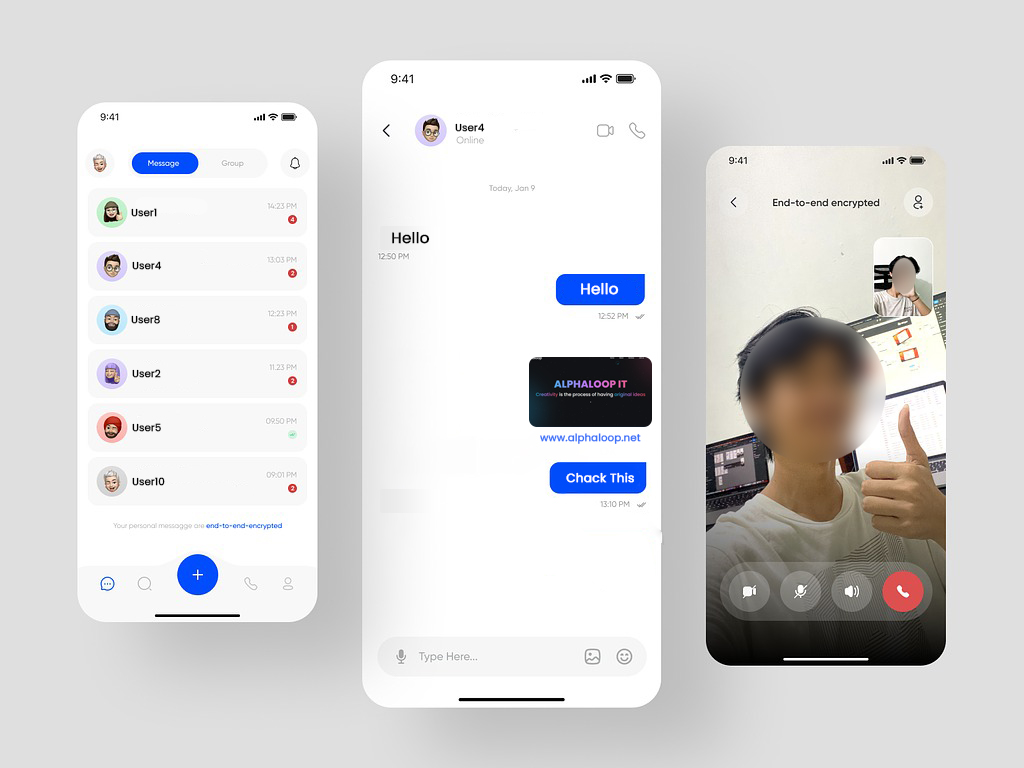 9:41
Message
Group
User1
14:23 PM
4
User4
13:03 PM
2
User8
12:23 PM
1
User2
11:23 PM
2
User5
09:50 PM
User10
09:01 PM
2
Your personal messagge are end-to-end-encrypted
9:41
User4
Online
Today, Jan 9
Hello
12:50 PM
Hello
12:52 PM
ALPHALOOP IT
Creativity is the process of having original ideas
www.alphaloop.net
Chack This
13:10 PM
Type Here...
9:41
End-to-end encrypted